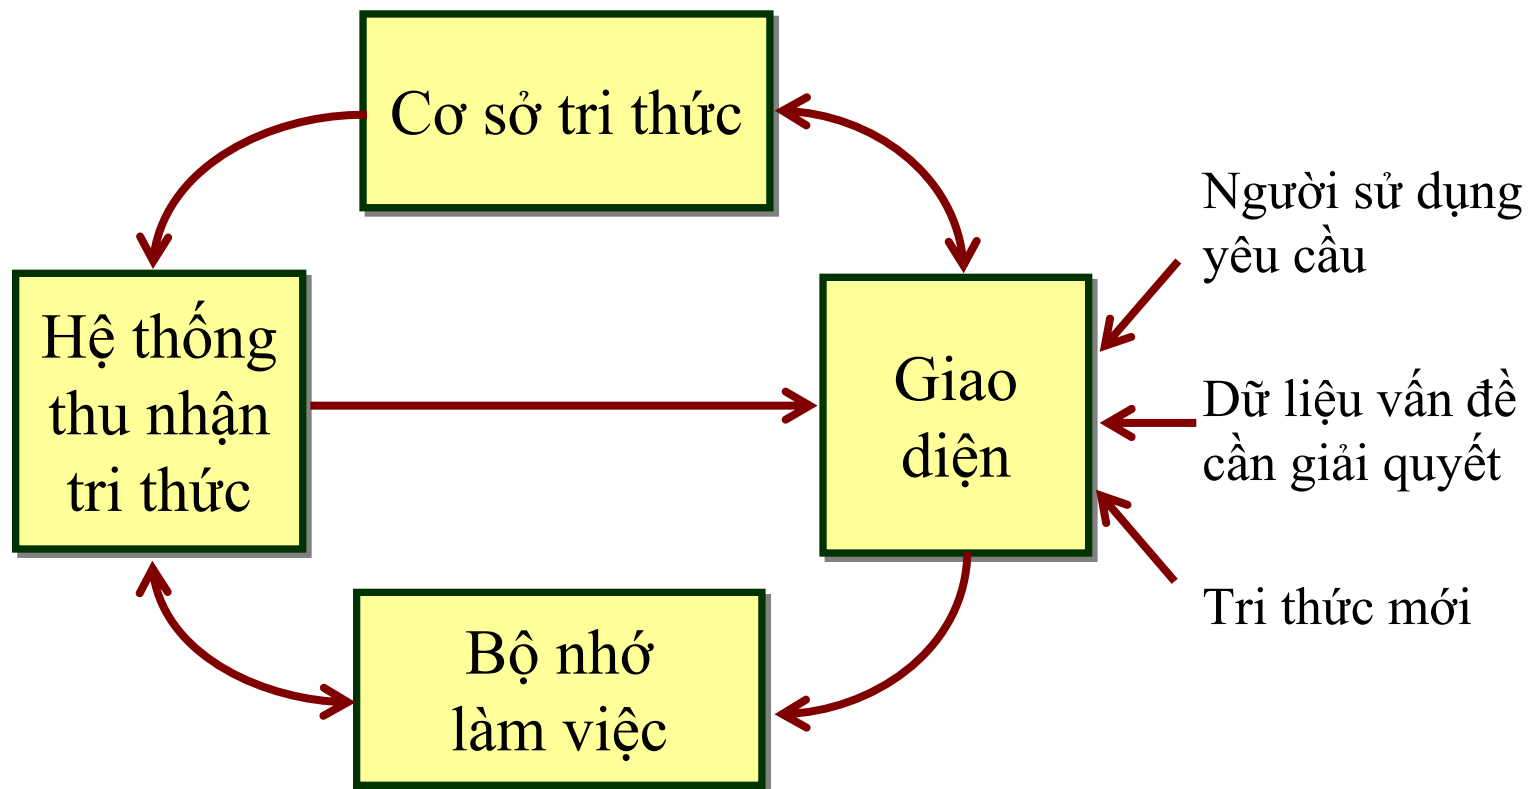 Cơ sở tri thức
Người sử dụng
yêu cầu
Hệ thống
thu nhận
tri thức
Giao
diện
Dữ liệu vấn đề
cần giải quyết
Tri thức mới
Bộ nhớ
làm việc